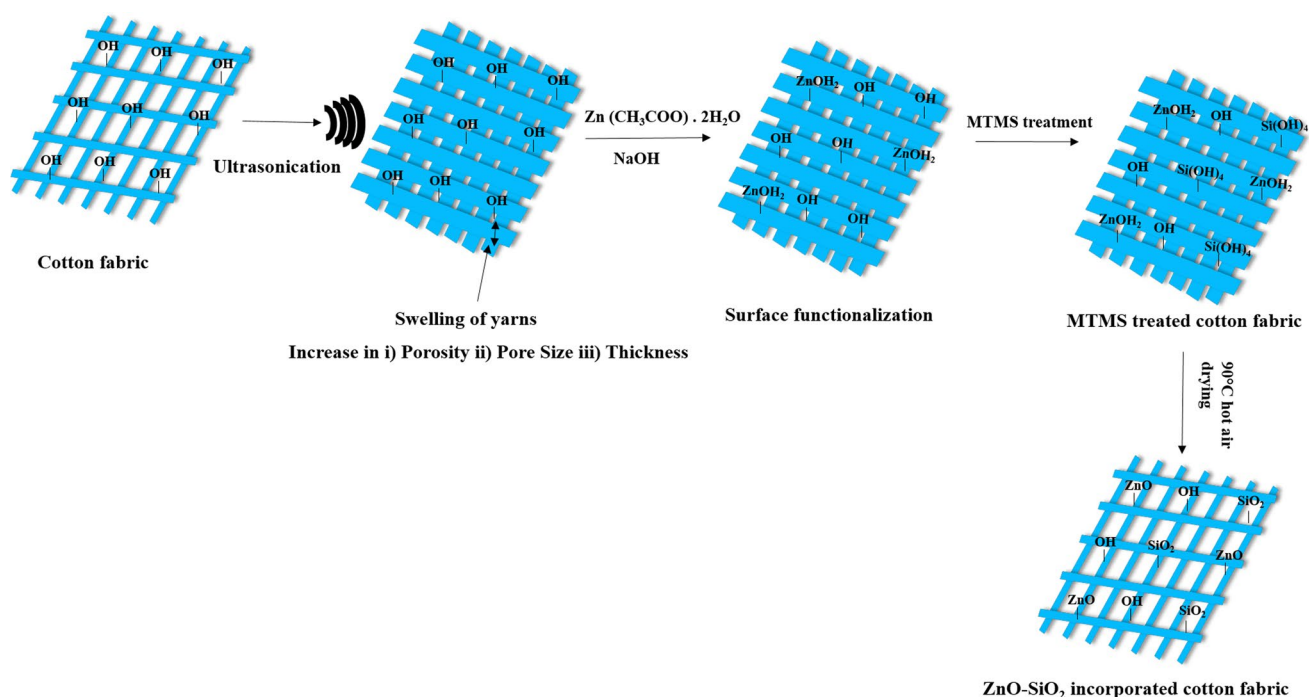 OH
OH
OH
OH
OH
OH
OH
OH
OH
Cotton fabric
Ultrasonication
OH
OH
OH
OH
OH
OH
OH
OH
OH
Swelling of yarns
Increase in i) Porosity ii) Pore Size iii) Thickness
Zn (CH₃COO) . 2H₂O
NaOH
ZnOH₂
OH
OH
OH
OH
ZnOH₂
ZnOH₂
OH
OH
Surface functionalization
MTMS treatment
ZnOH₂
OH
Si(OH)₄
OH
Si(OH)₄
ZnOH₂
ZnOH₂
OH
Si(OH)₄
MTMS treated cotton fabric
90°C hot air
drying
ZnO
OH
SiO₂
OH
SiO₂
ZnO
ZnO
OH
SiO₂
ZnO-SiO₂ incorporated cotton fabric